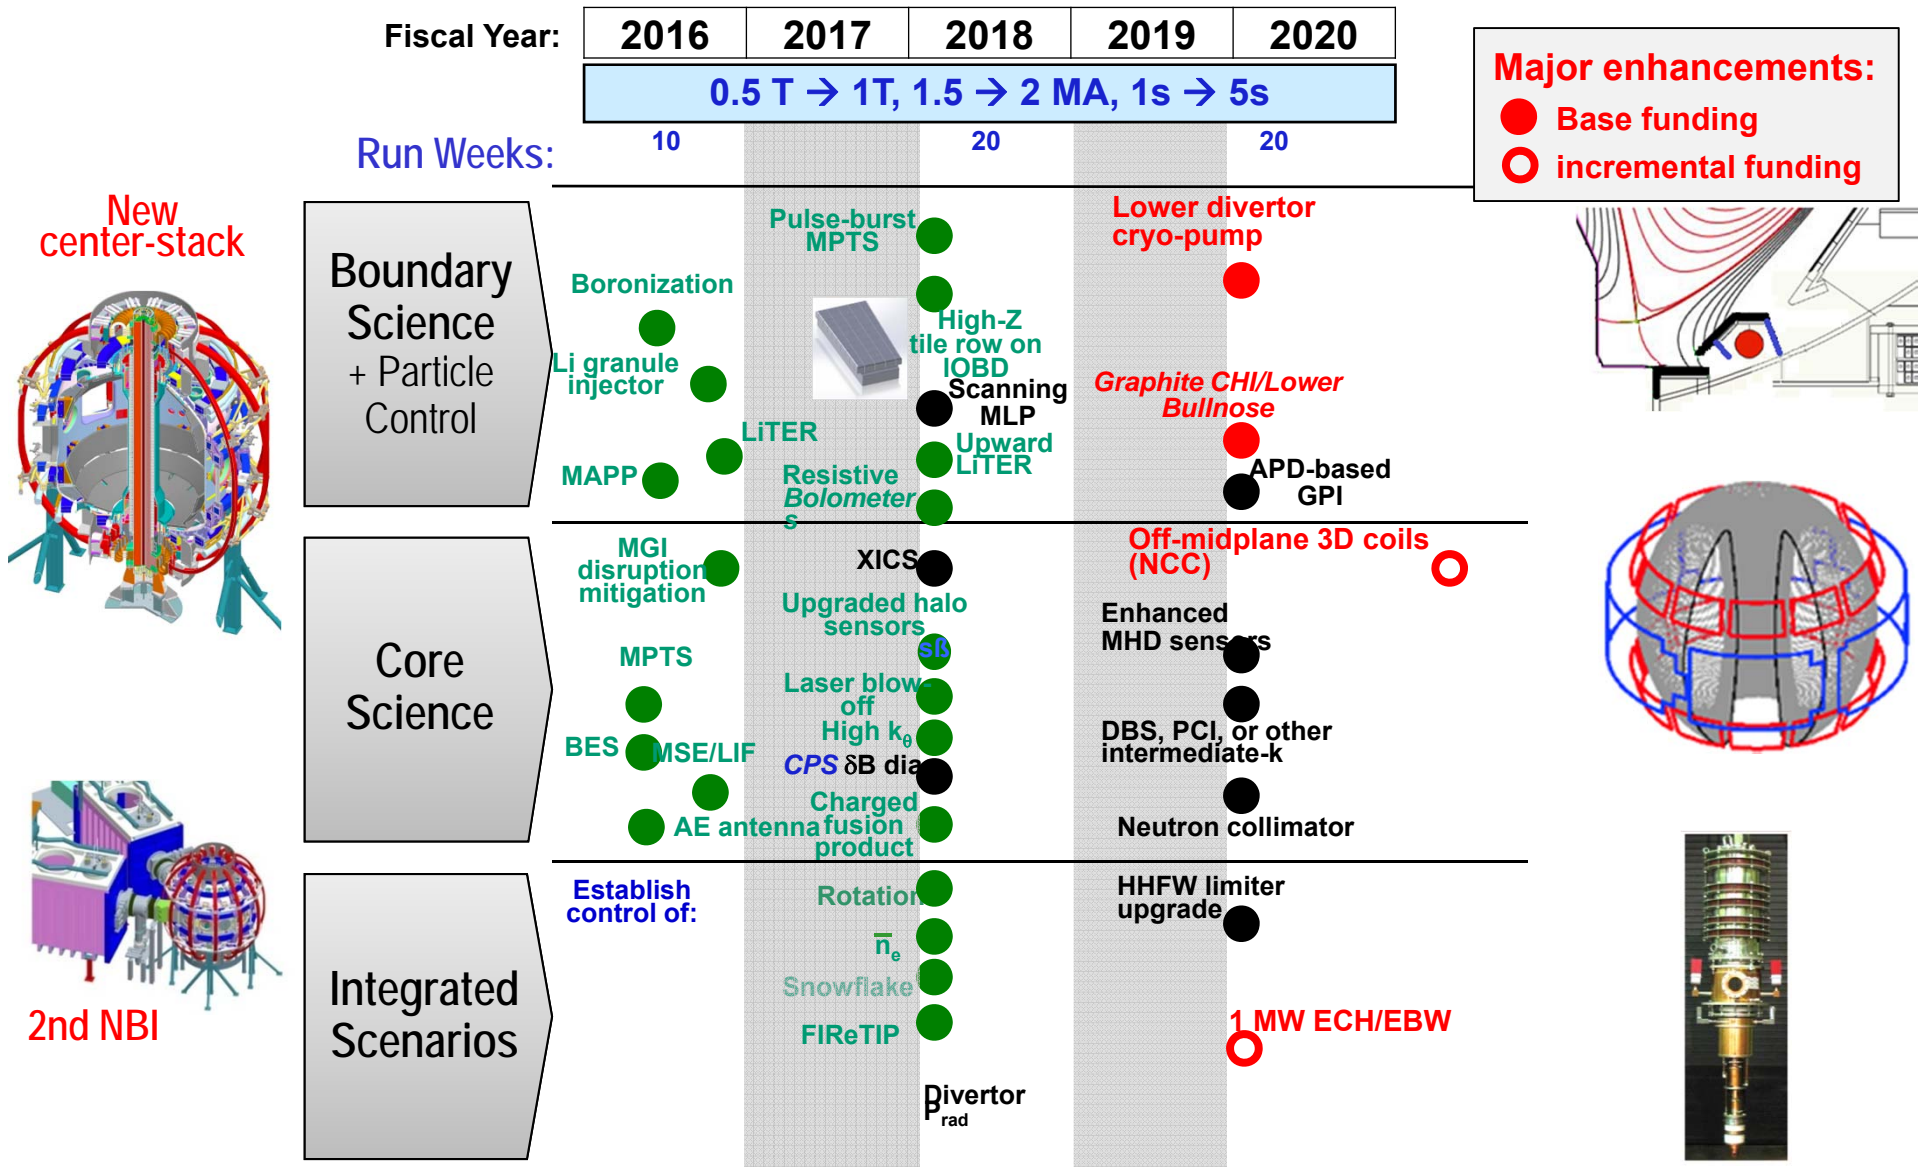 Fiscal Year:
2016
2017
2018
2019
2020
0.5 T → 1T, 1.5 → 2 MA, 1s → 5s
Run Weeks:
10
20
20
Major enhancements:
Base funding
incremental funding
New
center-stack
2nd NBI
Boundary
Science
+ Particle
Control
Boronization
Li granule
injector
LiTER
MAPP
Pulse-burst
MPTS
High-Z
tile row on
IOBD
Scanning
MLP
Upward
LiTER
Resistive
Bolometer
s
Lower divertor
cryo-pump
Graphite CHI/Lower
Bullnose
APD-based
GPI
Core
Science
MGI
disruption
mitigation
MPTS
BES
MSE/LIF
AE antenna
XICS
Upgraded halo
sensors
sß
Laser blow-
off
High kθ
CPS δB dia
Charged
fusion
product
Off-midplane 3D coils
(NCC)
Enhanced
MHD sensors
DBS, PCI, or other
intermediate-k
Neutron collimator
Integrated
Scenarios
Establish
control of:
Rotation
n̅e
Snowflake
FIReTIP
Divertor
Prad
HHFW limiter
upgrade
1 MW ECH/EBW